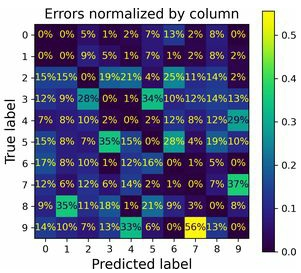 Errors normalized by column
0 0% 0% 5% 1% 2% 7% 13% 2% 8% 0%
1 0% 0% 9% 5% 1% 7% 1% 2% 8% 2%
2 15% 15% 0% 19% 21% 4% 25% 11% 14% 2%
3 12% 9% 28% 0% 1% 34% 10% 12% 14% 13%
4 7% 8% 10% 2% 0% 2% 12% 8% 12% 29%
5 15% 8% 7% 35% 15% 0% 28% 4% 19% 10%
6 17% 8% 10% 1% 12% 16% 0% 1% 5% 0%
7 12% 6% 12% 6% 14% 2% 1% 0% 7% 37%
8 9% 35% 11% 18% 1% 21% 9% 3% 0% 8%
9 14% 10% 7% 13% 33% 6% 0% 56% 13% 0%
0 1 2 3 4 5 6 7 8 9
True label
Predicted label
0.5
0.4
0.3
0.2
0.1
0.0